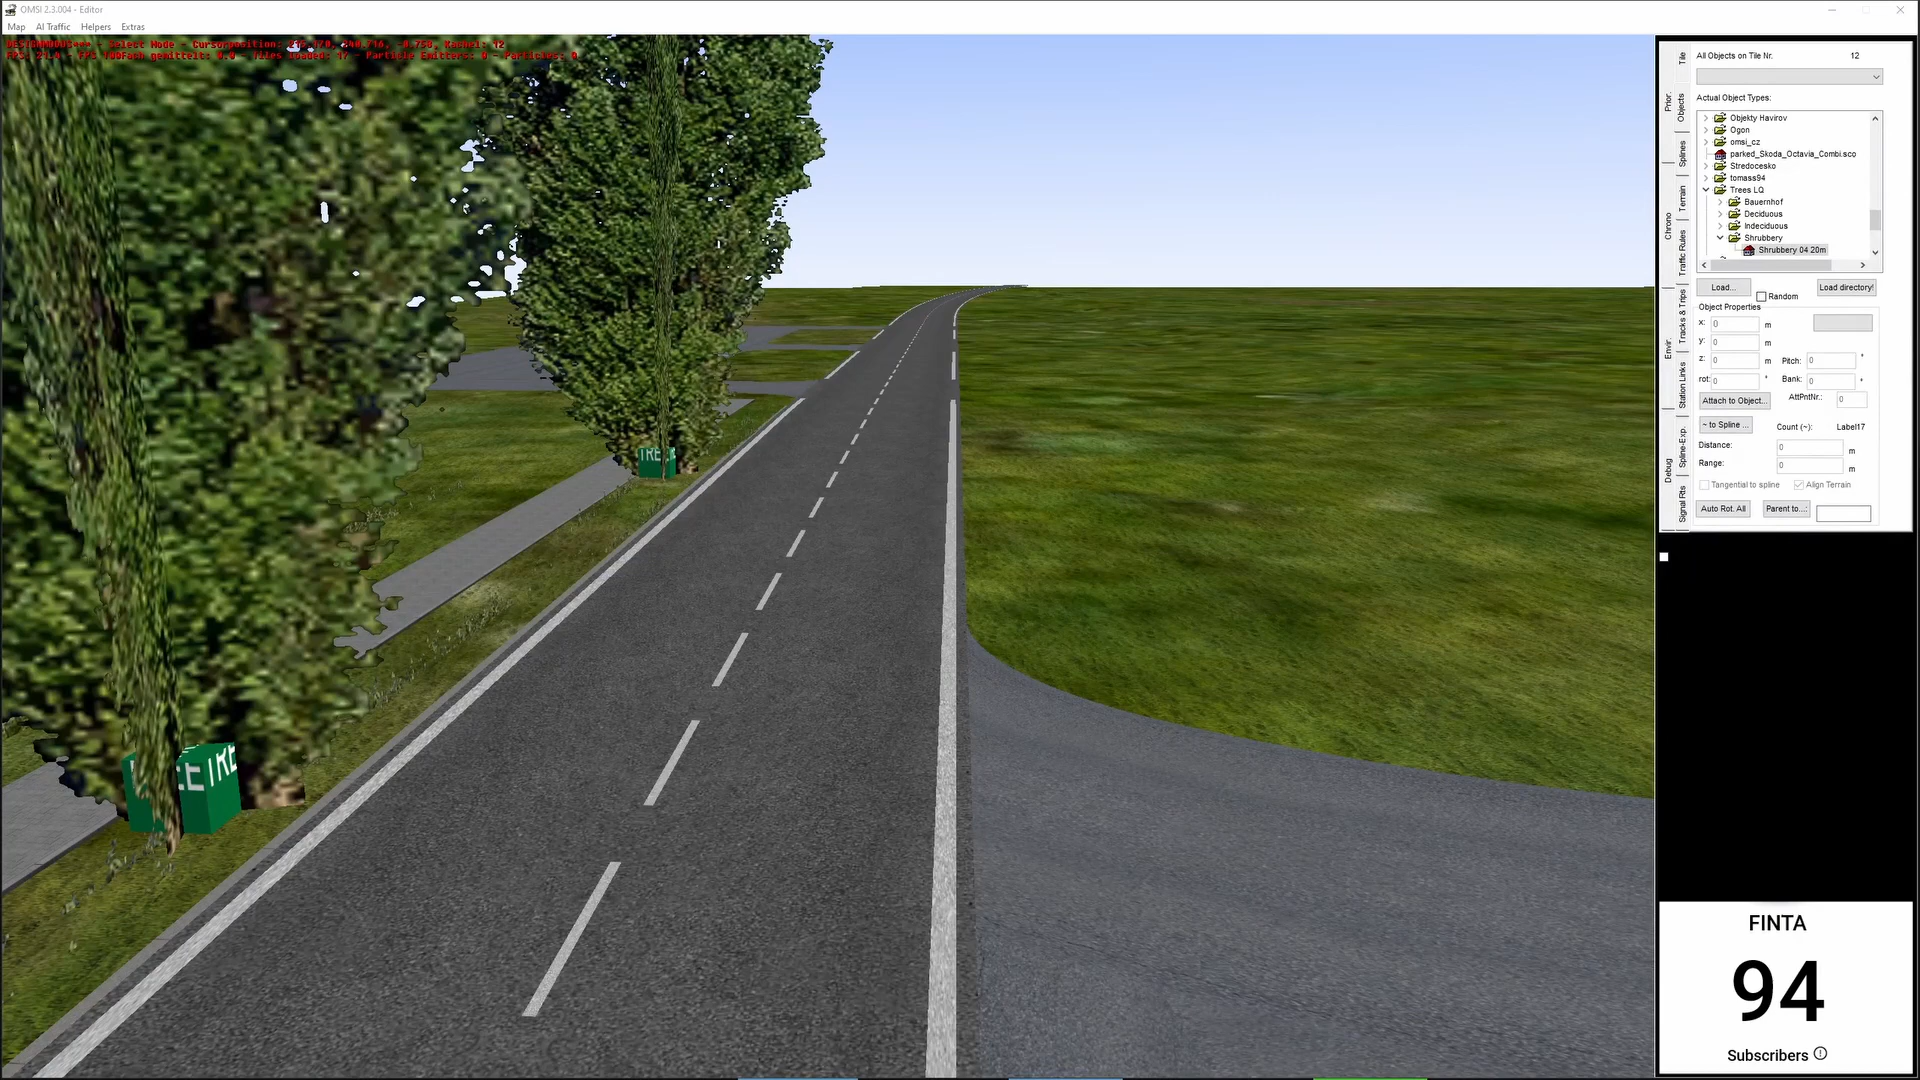 OMSI 2.3.004 - Editor
Map AI Traffic Helpers Extras
All Objects on Tile Nr. 12
Actual Object Types:
Objekty Havirov
Ogon
omsi_cz
parked_Skoda_Octavia_Combi.sco
Stredocesko
tomass94
Trees LQ
Bauernhof
Deciduous
Indeciduous
Shrubbery
Shrubbery 04 20m
Load... Random Load directory!
Object Properties
x: 0 m
y: 0 m
z: 0 m Pitch: 0 °
rot: 0 ° Bank: 0 °
Attach to Object... AttPntNr.: 0
~ to Spline ... Count (~): Label17
Distance: 0 m
Range: 0 m
Tangential to spline Align Terrain
Auto Rot. All Parent to...:
Tile
Objects
Splines
Terrain
Traffic Rules
Tracks & Trips
Station Links
Spline-Exp.
Signal Rts
Prior.
Chrono
Envir.
Debug
TREE
FINTA
94
Subscribers